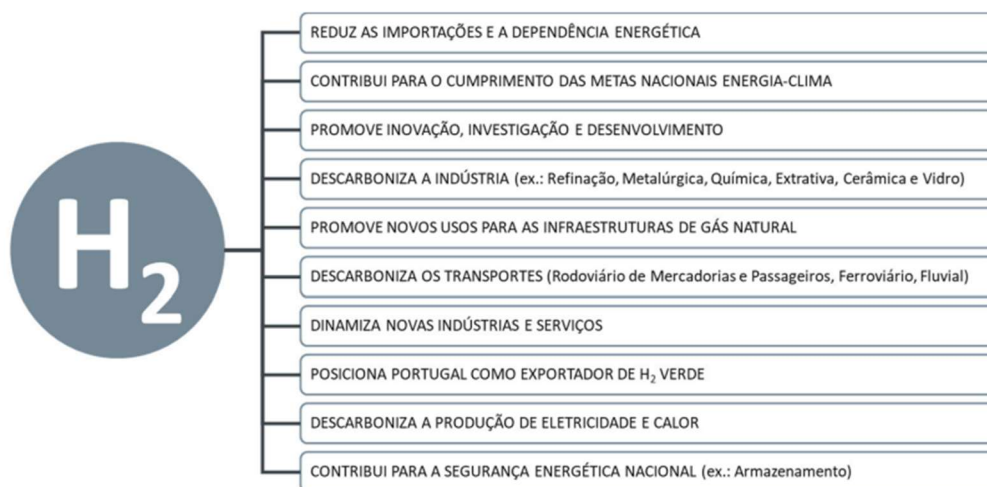 H₂
REDUZ AS IMPORTAÇÕES E A DEPENDÊNCIA ENERGÉTICA
CONTRIBUI PARA O CUMPRIMENTO DAS METAS NACIONAIS ENERGIA-CLIMA
PROMOVE INOVAÇÃO, INVESTIGAÇÃO E DESENVOLVIMENTO
DESCARBONIZA A INDÚSTRIA (ex.: Refinação, Metalúrgica, Química, Extrativa, Cerâmica e Vidro)
PROMOVE NOVOS USOS PARA AS INFRAESTRUTURAS DE GÁS NATURAL
DESCARBONIZA OS TRANSPORTES (Rodoviário de Mercadorias e Passageiros, Ferroviário, Fluvial)
DINAMIZA NOVAS INDÚSTRIAS E SERVIÇOS
POSICIONA PORTUGAL COMO EXPORTADOR DE H₂ VERDE
DESCARBONIZA A PRODUÇÃO DE ELETRICIDADE E CALOR
CONTRIBUI PARA A SEGURANÇA ENERGÉTICA NACIONAL (ex.: Armazenamento)